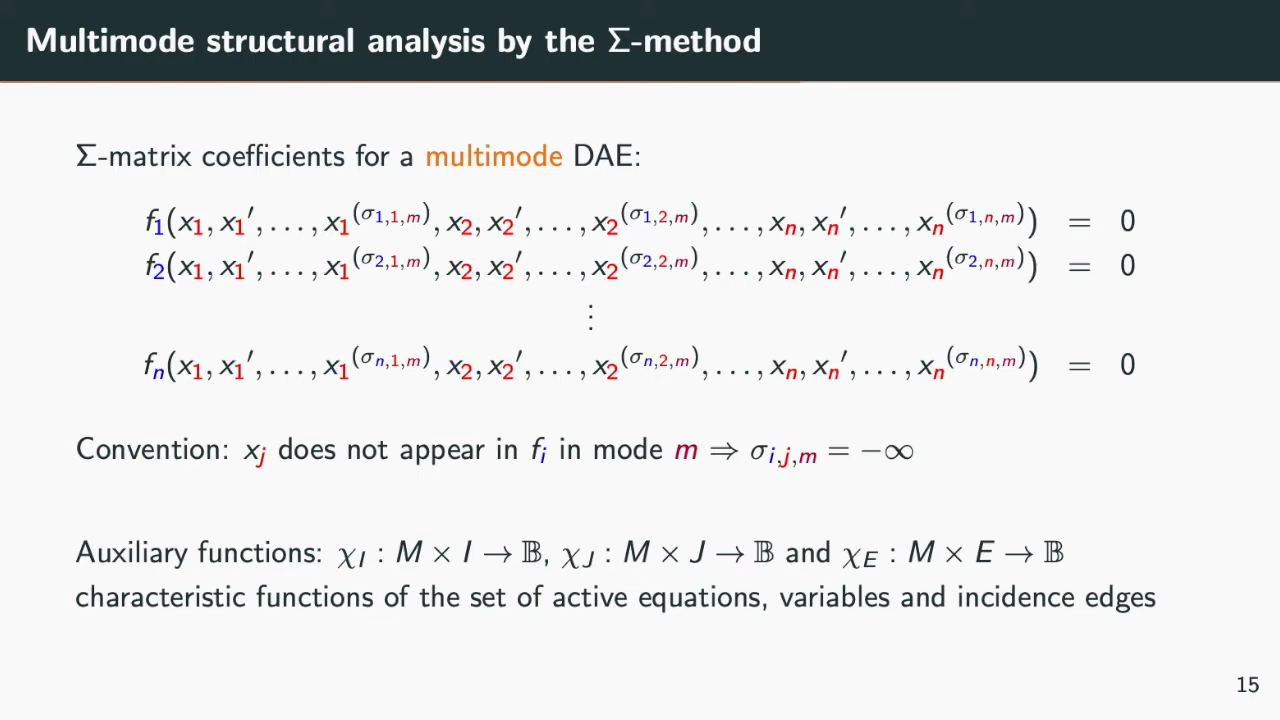 Multimode structural analysis by the Σ-method
Σ-matrix coefficients for a multimode DAE:
f₁(x₁, x₁′, . . . , x₁^(σ₁,₁,ₘ), x₂, x₂′, . . . , x₂^(σ₁,₂,ₘ), . . . , xₙ, xₙ′, . . . , xₙ^(σ₁,ₙ,ₘ)) = 0
f₂(x₁, x₁′, . . . , x₁^(σ₂,₁,ₘ), x₂, x₂′, . . . , x₂^(σ₂,₂,ₘ), . . . , xₙ, xₙ′, . . . , xₙ^(σ₂,ₙ,ₘ)) = 0
⋮
fₙ(x₁, x₁′, . . . , x₁^(σₙ,₁,ₘ), x₂, x₂′, . . . , x₂^(σₙ,₂,ₘ), . . . , xₙ, xₙ′, . . . , xₙ^(σₙ,ₙ,ₘ)) = 0
Convention: x_j does not appear in f_i in mode m ⇒ σ_{i,j,m} = −∞
Auxiliary functions: χ_I : M × I → 𝔹, χ_J : M × J → 𝔹 and χ_E : M × E → 𝔹
characteristic functions of the set of active equations, variables and incidence edges
15